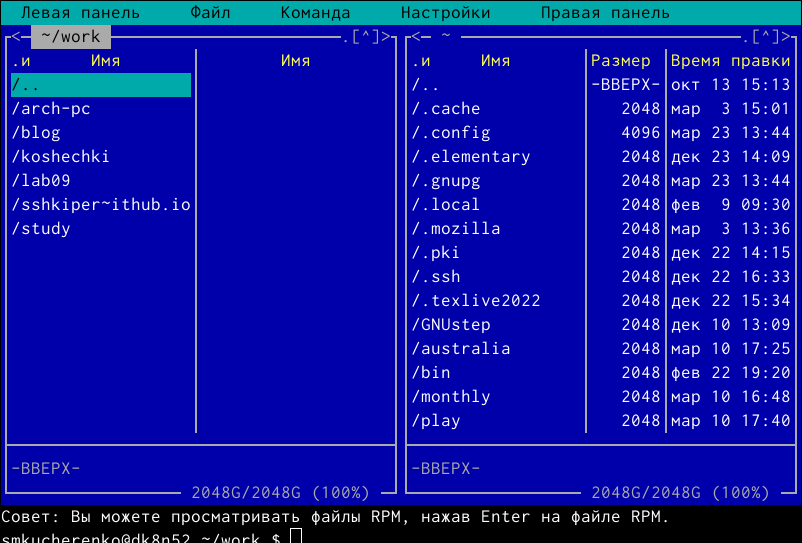 Левая панель Файл Команда Настройки Правая панель
<─ ~/work ─.[^]> <─ ~ ─.[^]>
.и Имя Имя .и Имя Размер Время правки
/.. /.. -ВВЕРХ- окт 13 15:13
/arch-pc /.cache 2048 мар 3 15:01
/blog /.config 4096 мар 23 13:44
/koshechki /.elementary 2048 дек 23 14:09
/lab09 /.gnupg 2048 мар 23 13:44
/sshkiper~ithub.io /.local 2048 фев 9 09:30
/study /.mozilla 2048 мар 3 13:36
/.pki 2048 дек 22 14:15
/.ssh 2048 дек 22 16:33
/.texlive2022 2048 дек 22 15:34
/GNUstep 2048 дек 10 13:09
/australia 2048 мар 10 17:25
/bin 2048 фев 22 19:20
/monthly 2048 мар 10 16:48
/play 2048 мар 10 17:40
-ВВЕРХ- -ВВЕРХ-
2048G/2048G (100%) 2048G/2048G (100%)
Совет: Вы можете просматривать файлы RPM, нажав Enter на файле RPM.
smkucherenko@dk8n52 ~/work $